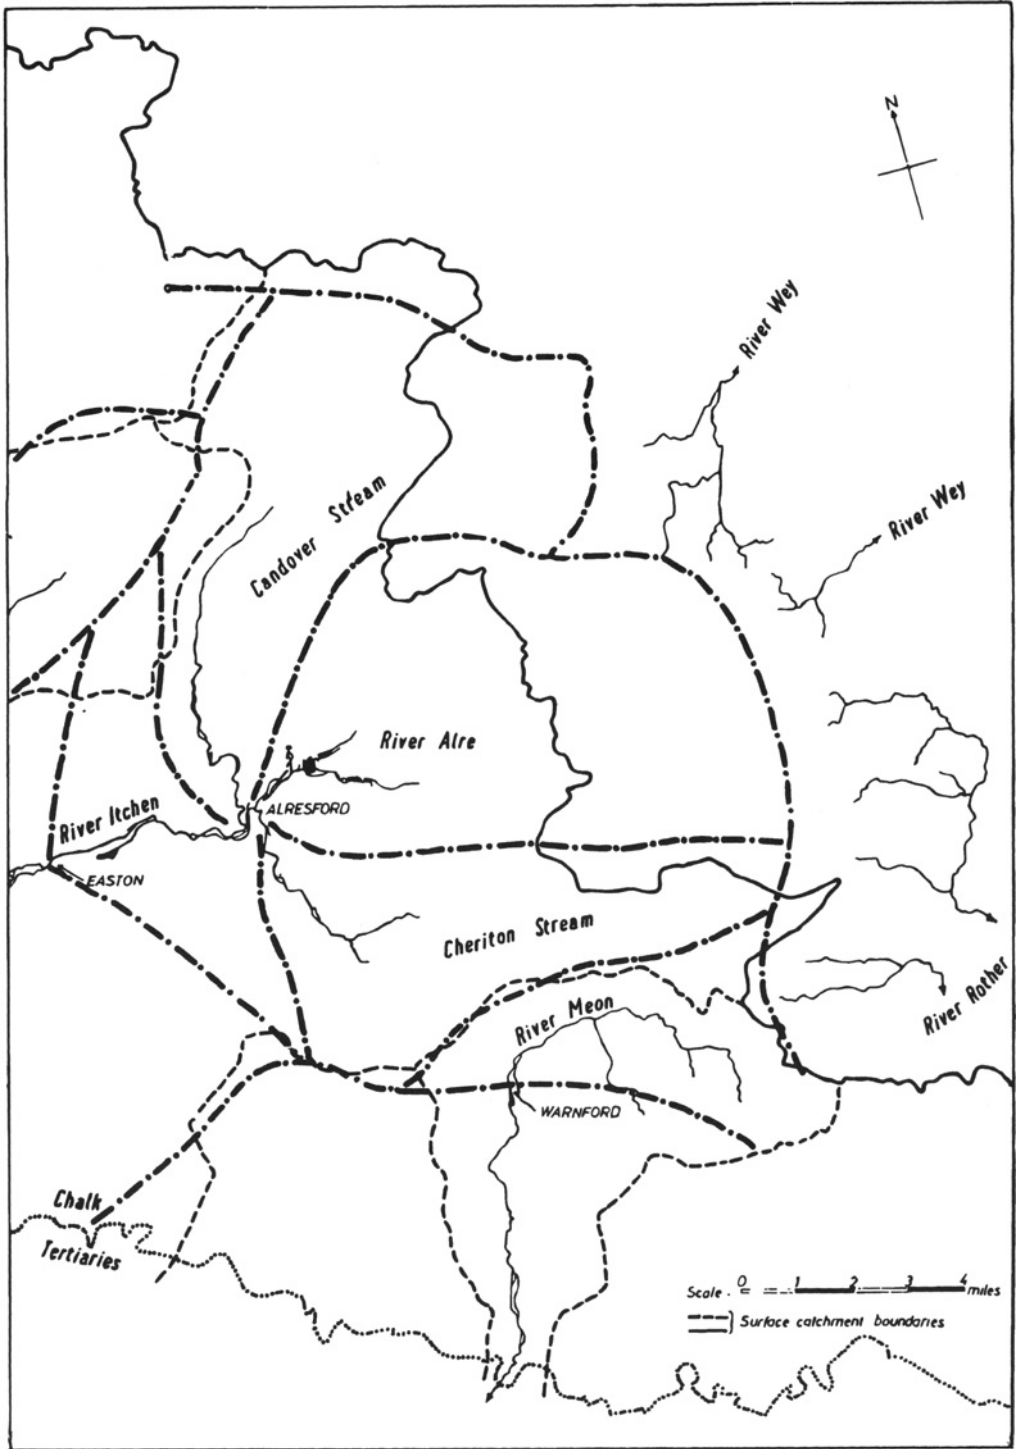 N
River Wey
River Wey
Candover Stream
River Alre
ALRESFORD
River Itchen
EASTON
Cheriton Stream
River Meon
River Rother
WARNFORD
Chalk
Tertiaries
Scale . 0 1 2 3 4 miles
Surface catchment boundaries